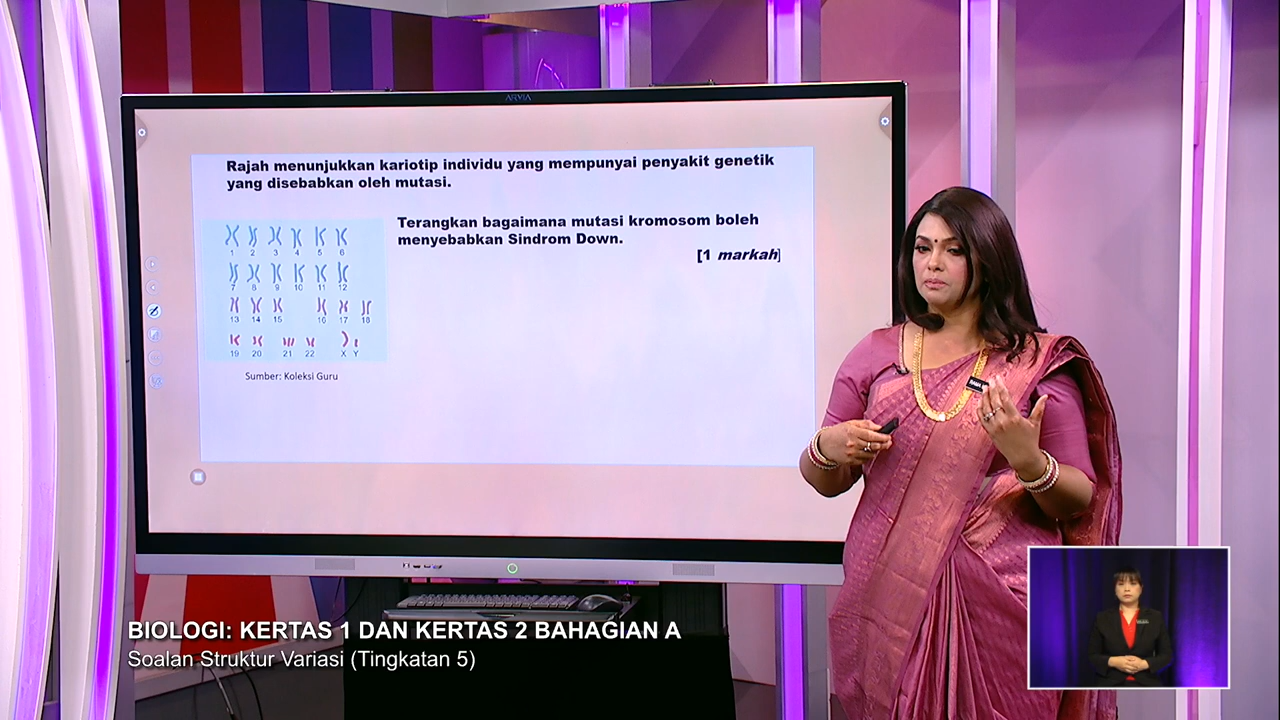 ARVIA
Rajah menunjukkan kariotip individu yang mempunyai penyakit genetik
yang disebabkan oleh mutasi.
Terangkan bagaimana mutasi kromosom boleh
menyebabkan Sindrom Down.
[1 markah]
1 2 3 4 5 6
7 8 9 10 11 12
13 14 15 16 17 18
19 20 21 22 X Y
Sumber: Koleksi Guru
BIOLOGI: KERTAS 1 DAN KERTAS 2 BAHAGIAN A
Soalan Struktur Variasi (Tingkatan 5)